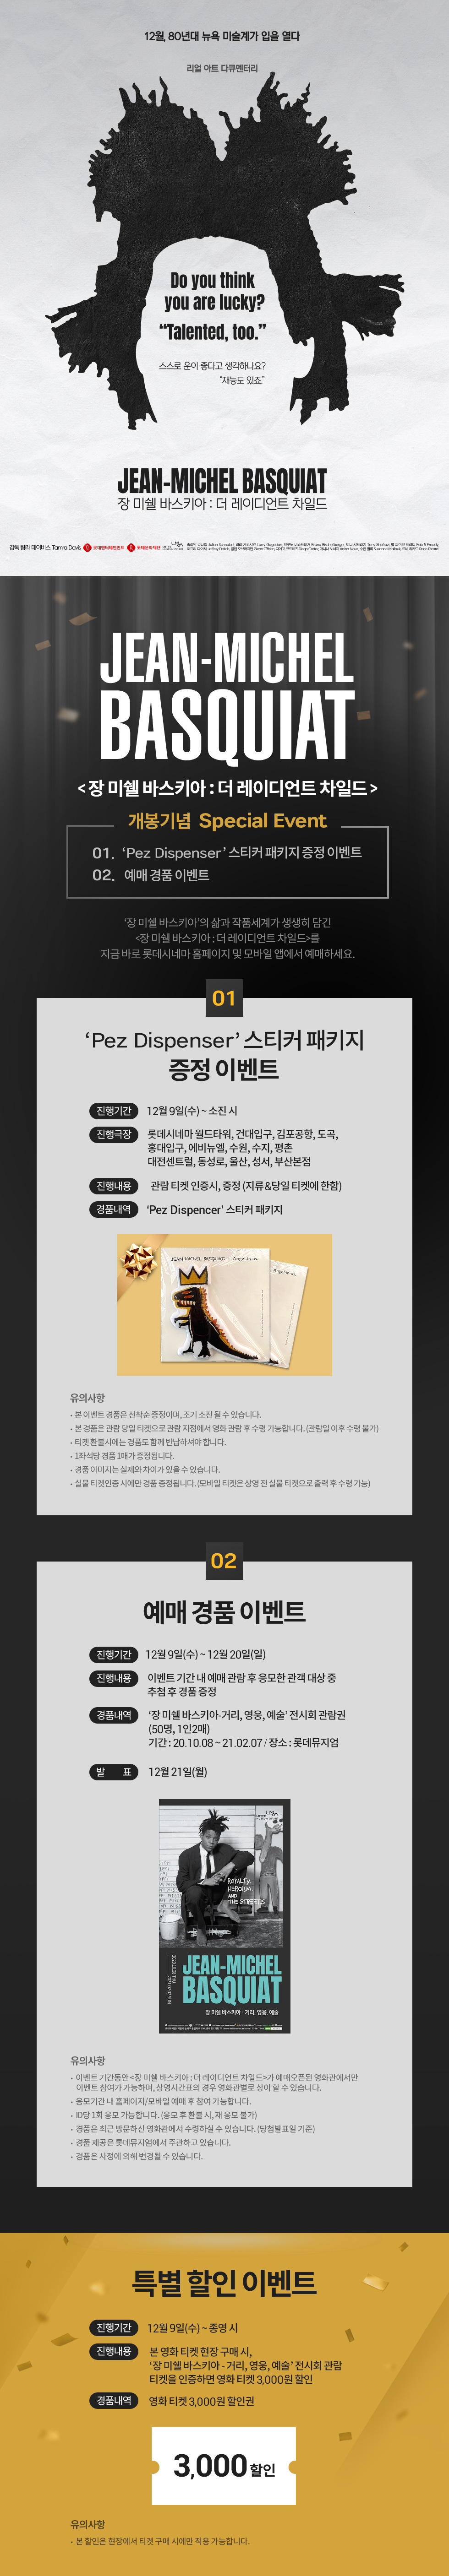 12월, 80년대 뉴욕 미술계가 입을 열다
리얼 아트 다큐멘터리
Do you think
you are lucky?
“Talented, too.”
스스로 운이 좋다고 생각하나요?
“재능도 있죠.”
JEAN-MICHEL BASQUIAT
장 미쉘 바스키아 : 더 레이디언트 차일드
감독 탐라 데이비스 Tamra Davis 롯데엔터테인먼트 롯데문화재단
JEAN-MICHEL
BASQUIAT
<장 미쉘 바스키아 : 더 레이디언트 차일드>
개봉기념 Special Event
01. ‘Pez Dispenser’ 스티커 패키지 증정 이벤트
02. 예매 경품 이벤트
‘장 미쉘 바스키아’의 삶과 작품세계가 생생히 담긴
<장 미쉘 바스키아 : 더 레이디언트 차일드>를
지금 바로 롯데시네마 홈페이지 및 모바일 앱에서 예매하세요.
01
‘Pez Dispenser’ 스티커 패키지
증정 이벤트
진행기간 12월 9일(수) ~ 소진 시
진행극장 롯데시네마 월드타워, 건대입구, 김포공항, 도곡,
홍대입구, 에비뉴엘, 수원, 수지, 평촌
대전센트럴, 동성로, 울산, 성서, 부산본점
진행내용 관람 티켓 인증시, 증정 (지류&당일 티켓에 한함)
경품내역 ‘Pez Dispencer’ 스티커 패키지
JEAN MICHEL BASQUIAT
유의사항
• 본 이벤트 경품은 선착순 증정이며, 조기 소진 될 수 있습니다.
• 본 경품은 관람 당일 티켓으로 관람 지점에서 영화 관람 후 수령 가능합니다. (관람일 이후 수령 불가)
• 티켓 환불시에는 경품도 함께 반납하셔야 합니다.
• 1좌석당 경품 1매가 증정됩니다.
• 경품 이미지는 실제와 차이가 있을 수 있습니다.
• 실물 티켓인증 시에만 경품 증정됩니다. (모바일 티켓은 상영 전 실물 티켓으로 출력 후 수령 가능)
02
예매 경품 이벤트
진행기간 12월 9일(수) ~ 12월 20일(일)
진행내용 이벤트 기간 내 예매 관람 후 응모한 관객 대상 중
추첨 후 경품 증정
경품내역 ‘장 미쉘 바스키아-거리, 영웅, 예술’ 전시회 관람권
(50명, 1인2매)
기간 : 20.10.08 ~ 21.02.07 / 장소 : 롯데뮤지엄
발 표 12월 21일(월)
ROYALTY,
HEROISM,
AND
THE STREETS
JEAN-MICHEL
BASQUIAT
장 미쉘 바스키아 · 거리, 영웅, 예술
유의사항
• 이벤트 기간동안 <장 미쉘 바스키아 : 더 레이디언트 차일드>가 예매오픈된 영화관에서만
이벤트 참여가 가능하며, 상영시간표의 경우 영화관별로 상이 할 수 있습니다.
• 응모기간 내 홈페이지/모바일 예매 후 참여 가능합니다.
• ID당 1회 응모 가능합니다. (응모 후 환불 시, 재 응모 불가)
• 경품은 최근 방문하신 영화관에서 수령하실 수 있습니다. (당첨발표일 기준)
• 경품 제공은 롯데뮤지엄에서 주관하고 있습니다.
• 경품은 사정에 의해 변경될 수 있습니다.
특별 할인 이벤트
진행기간 12월 9일(수) ~ 종영 시
진행내용 본 영화 티켓 현장 구매 시,
‘장 미쉘 바스키아 - 거리, 영웅, 예술’ 전시회 관람
티켓을 인증하면 영화 티켓 3,000원 할인
경품내역 영화 티켓 3,000원 할인권
3,000 할인
유의사항
• 본 할인은 현장에서 티켓 구매 시에만 적용 가능합니다.